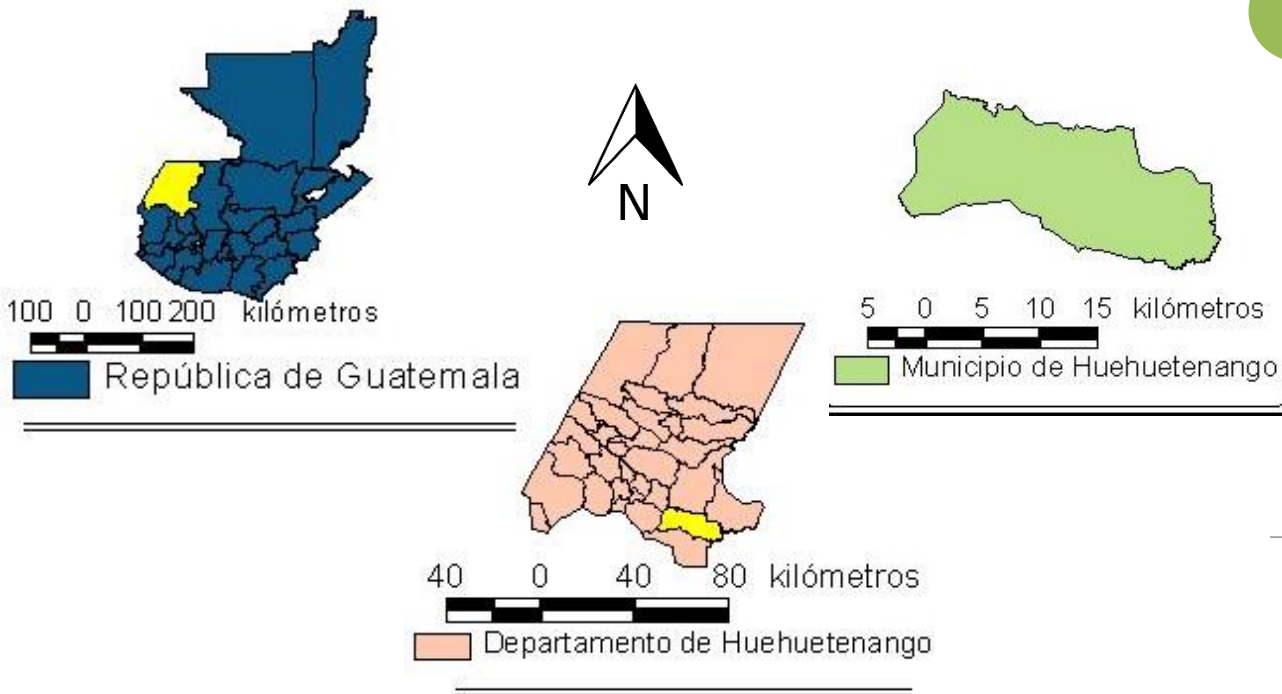 N
100 0 100 200 kilómetros
República de Guatemala
5 0 5 10 15 kilómetros
Municipio de Huehuetenango
40 0 40 80 kilómetros
Departamento de Huehuetenango